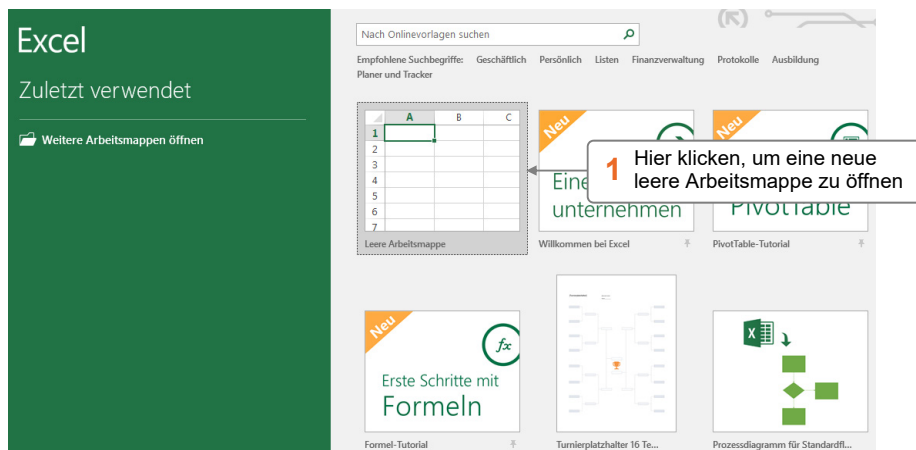 Excel
Zuletzt verwendet
Weitere Arbeitsmappen öffnen
Nach Onlinevorlagen suchen
Empfohlene Suchbegriffe: Geschäftlich Persönlich Listen Finanzverwaltung Protokolle Ausbildung
Planer und Tracker
A B C
1
2
3
4
5
6
7
Leere Arbeitsmappe
Neu
Eine
unternehmen
Willkommen bei Excel
Neu
PivotTable
PivotTable-Tutorial
1 Hier klicken, um eine neue
leere Arbeitsmappe zu öffnen
Neu
fx
Erste Schritte mit
Formeln
Formel-Tutorial
Turnierplatzhalter 16 Te...
X
Prozessdiagramm für Standardfl...